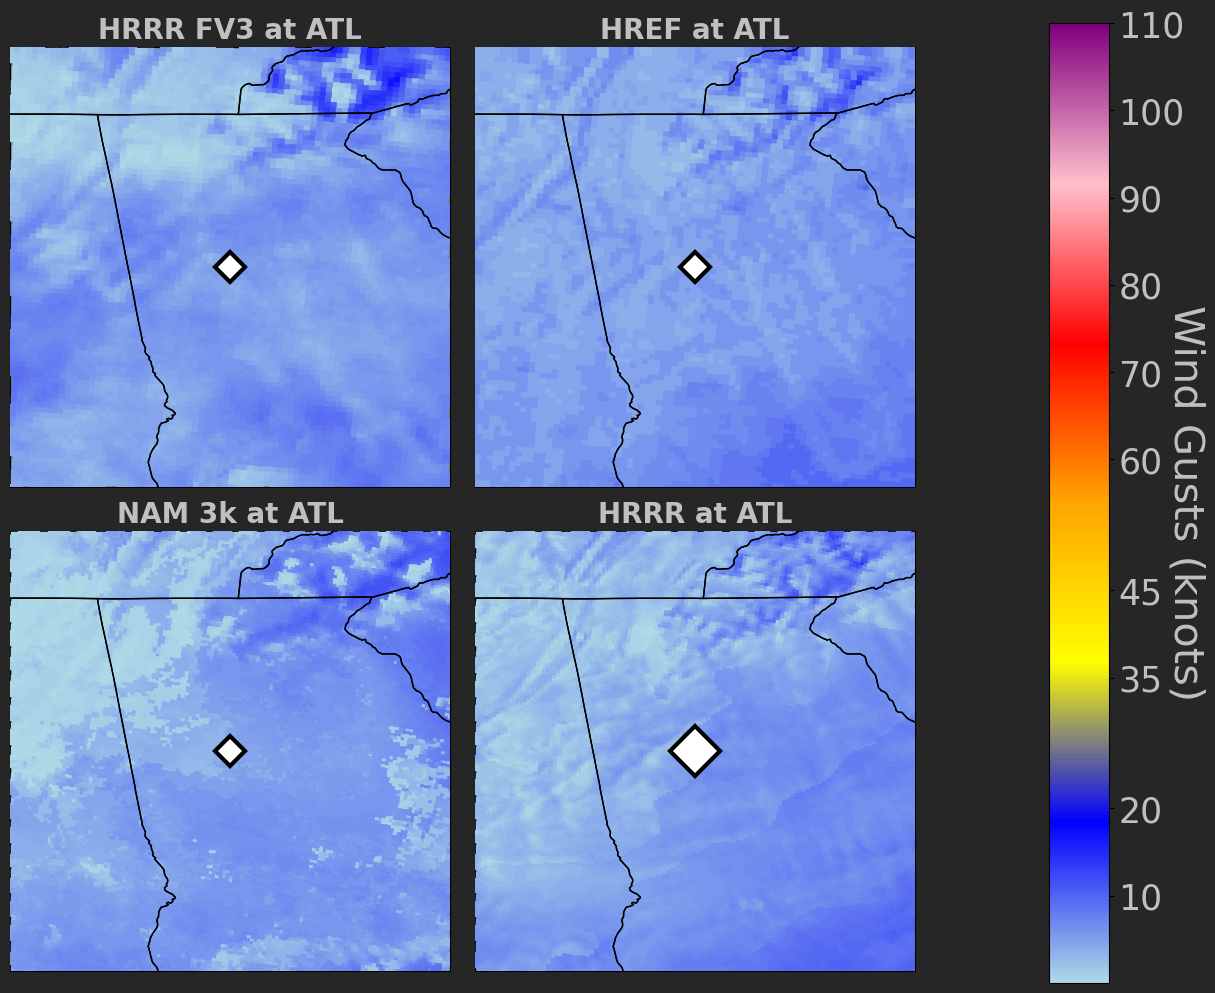 HRRR FV3 at ATL
HREF at ATL
NAM 3k at ATL
HRRR at ATL
110
100
90
80
70
60
45
35
20
10
Wind Gusts (knots)